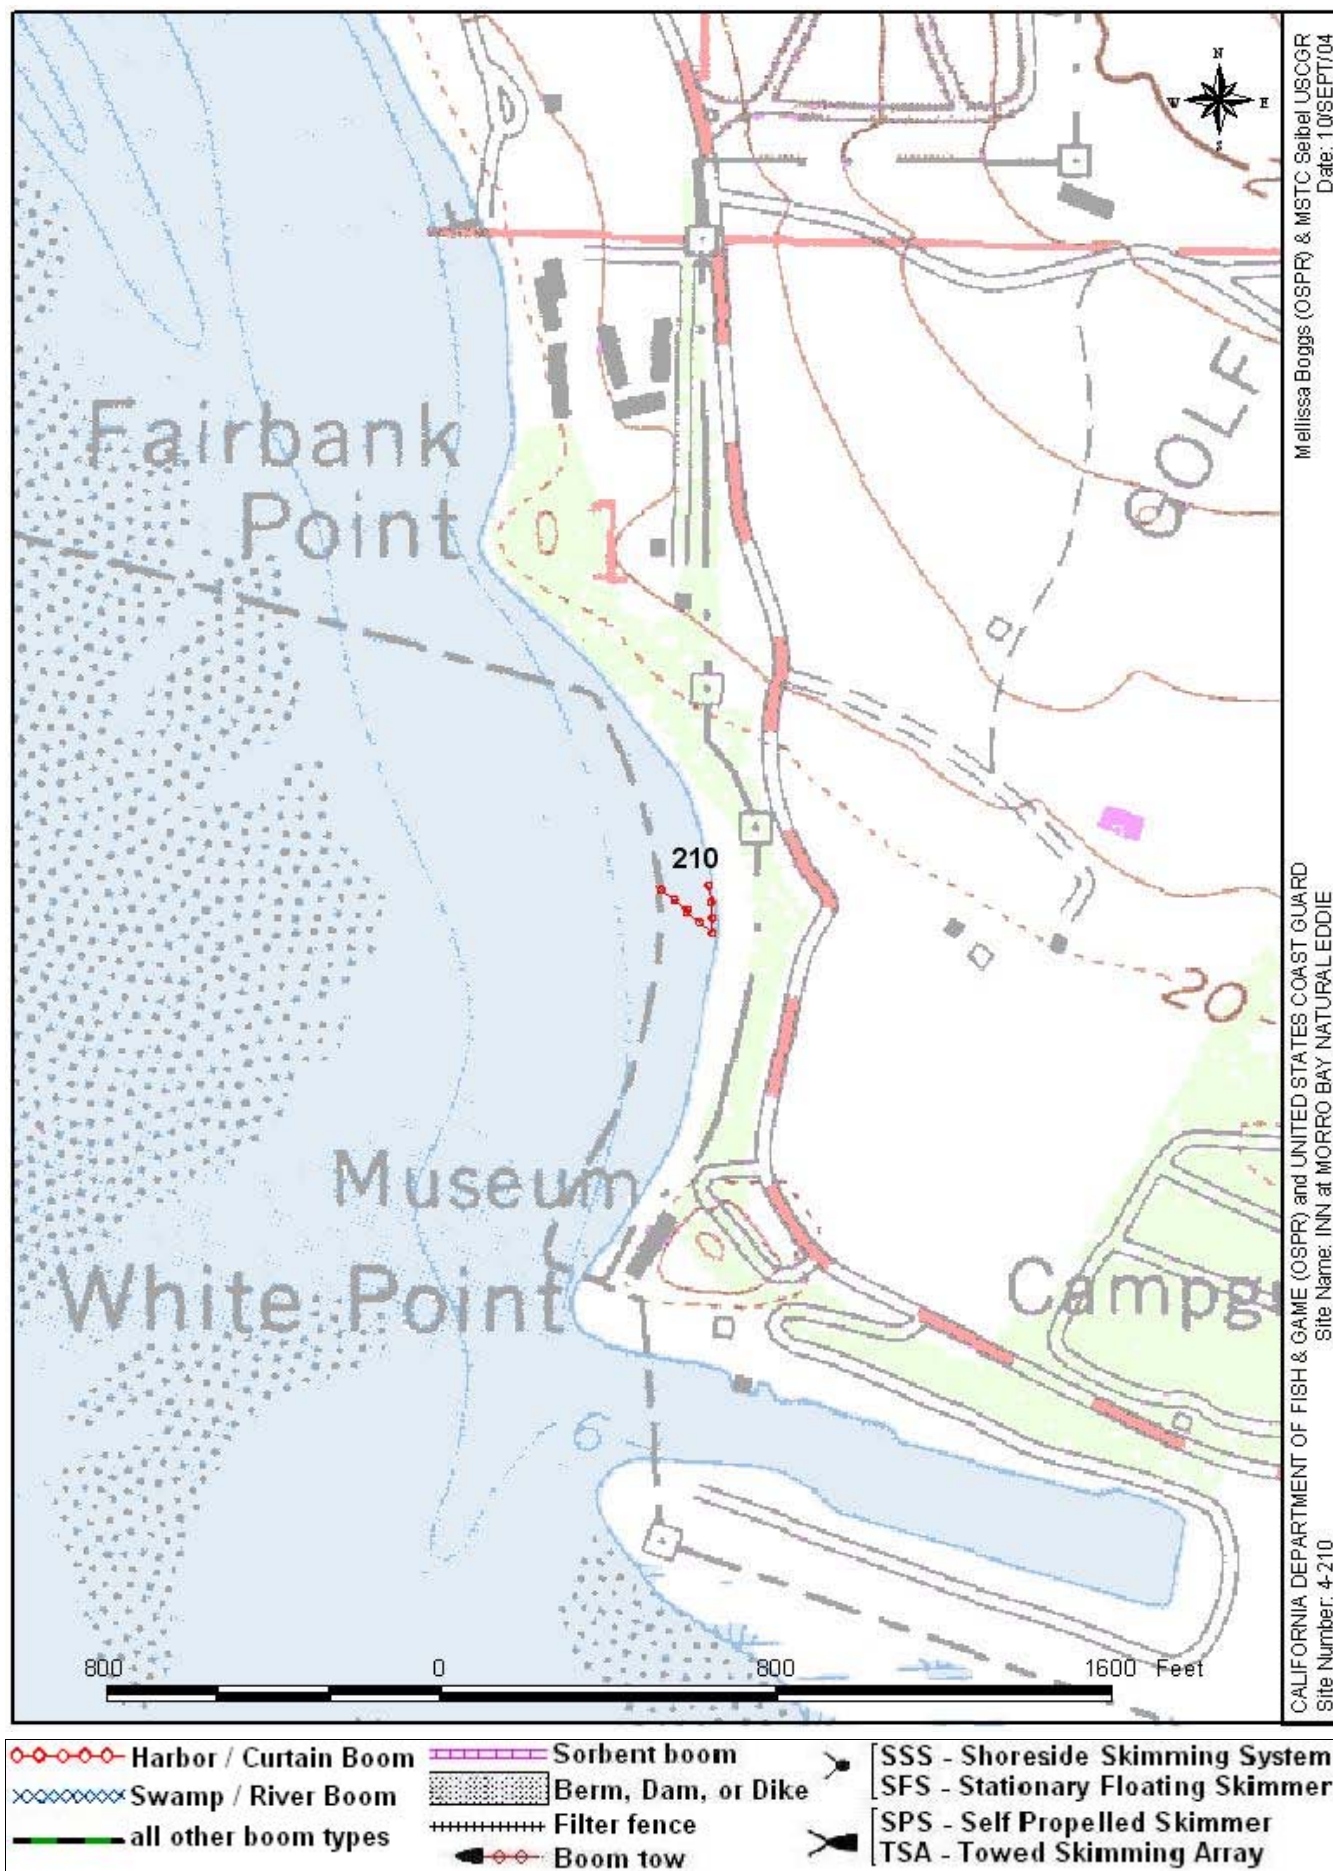 N
W E
S
Fairbank
Point
GOLF
210
20
Museum
White Point
Campgr
6
800 0 800 1600 Feet
Mellissa Boggs (OSPR) & MSTC Seibel USCGR
Date: 10/SEPT/04
CALIFORNIA DEPARTMENT OF FISH & GAME (OSPR) and UNITED STATES COAST GUARD
Site Name: INN at MORRO BAY NATURAL EDDIE
Site Number: 4-210
Harbor / Curtain Boom
Swamp / River Boom
all other boom types
Sorbent boom
Berm, Dam, or Dike
Filter fence
Boom tow
SSS - Shoreside Skimming System
SFS - Stationary Floating Skimmer
SPS - Self Propelled Skimmer
TSA - Towed Skimming Array